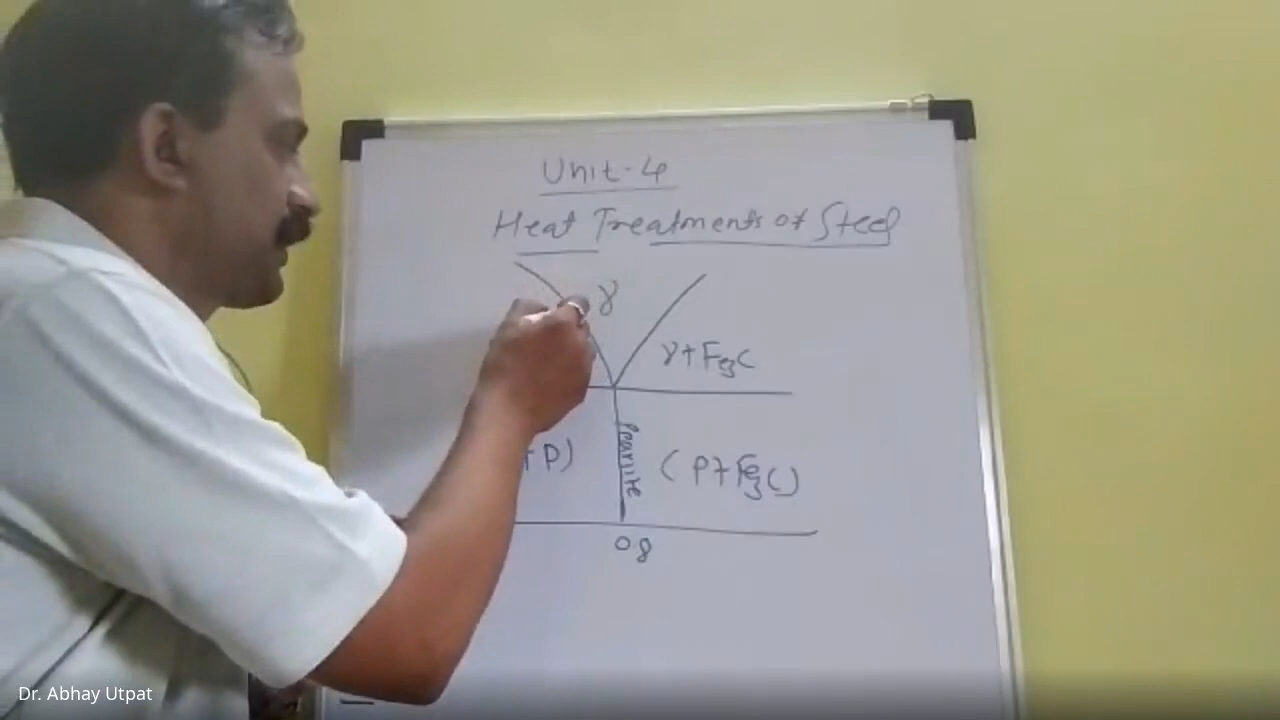 Unit-4
Heat Treatments of Steel
γ
γ+Fe3C
+P)
Pearlite
(P+Fe3C)
0 8
Dr. Abhay Utpat